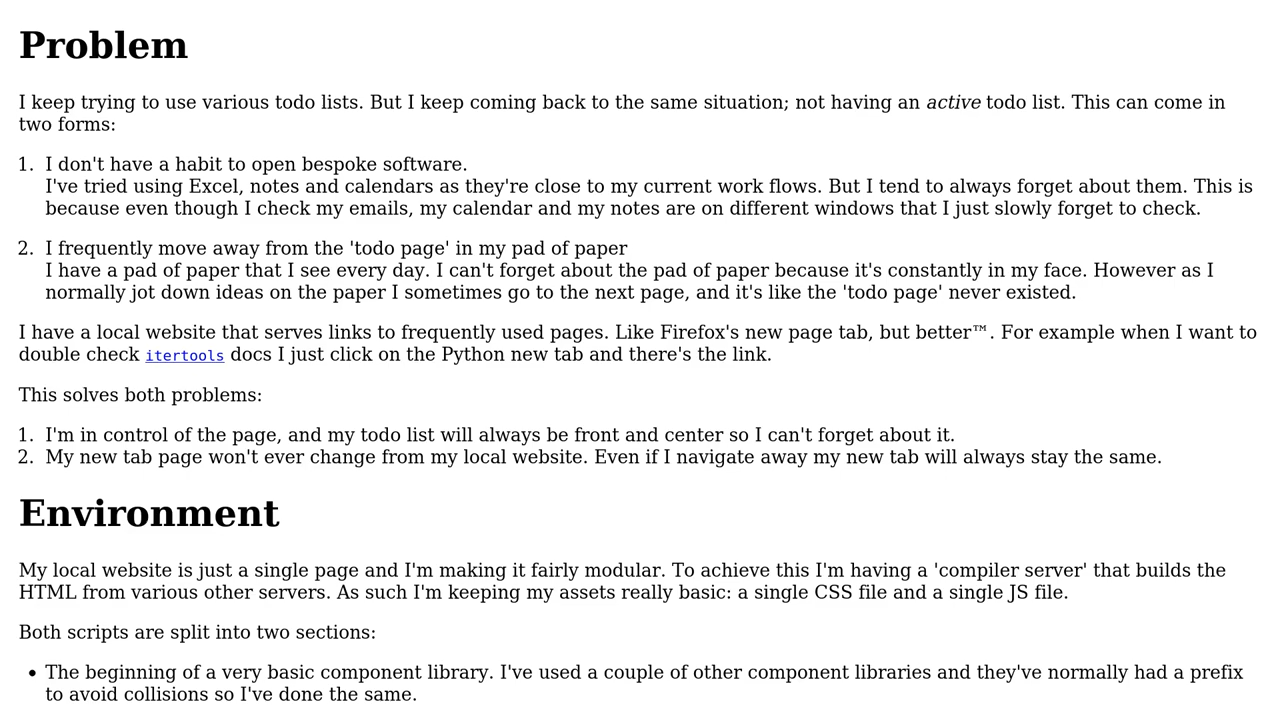 Problem
I keep trying to use various todo lists. But I keep coming back to the same situation; not having an active todo list. This can come in
two forms:
1. I don't have a habit to open bespoke software.
I've tried using Excel, notes and calendars as they're close to my current work flows. But I tend to always forget about them. This is
because even though I check my emails, my calendar and my notes are on different windows that I just slowly forget to check.
2. I frequently move away from the 'todo page' in my pad of paper
I have a pad of paper that I see every day. I can't forget about the pad of paper because it's constantly in my face. However as I
normally jot down ideas on the paper I sometimes go to the next page, and it's like the 'todo page' never existed.
I have a local website that serves links to frequently used pages. Like Firefox's new page tab, but better™. For example when I want to
double check itertools docs I just click on the Python new tab and there's the link.
This solves both problems:
1. I'm in control of the page, and my todo list will always be front and center so I can't forget about it.
2. My new tab page won't ever change from my local website. Even if I navigate away my new tab will always stay the same.
Environment
My local website is just a single page and I'm making it fairly modular. To achieve this I'm having a 'compiler server' that builds the
HTML from various other servers. As such I'm keeping my assets really basic: a single CSS file and a single JS file.
Both scripts are split into two sections:
• The beginning of a very basic component library. I've used a couple of other component libraries and they've normally had a prefix
to avoid collisions so I've done the same.